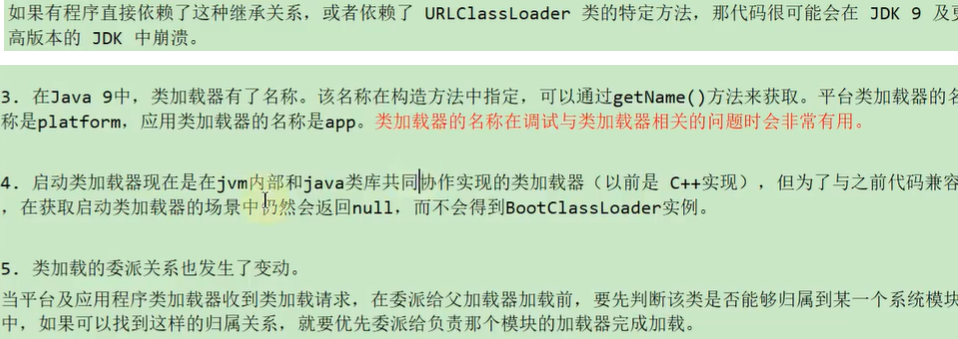 如果有程序直接依赖了这种继承关系，或者依赖了 URLClassLoader 类的特定方法，那代码很可能会在 JDK 9 及更
高版本的 JDK 中崩溃。
3. 在Java 9中，类加载器有了名称。该名称在构造方法中指定，可以通过getName()方法来获取。平台类加载器的名
称是platform，应用类加载器的名称是app。类加载器的名称在调试与类加载器相关的问题时会非常有用。
4. 启动类加载器现在是在jvm内部和java类库共同协作实现的类加载器（以前是 C++实现），但为了与之前代码兼容
，在获取启动类加载器的场景中仍然会返回null，而不会得到BootClassLoader实例。
5. 类加载的委派关系也发生了变动。
当平台及应用程序类加载器收到类加载请求，在委派给父加载器加载前，要先判断该类是否能够归属到某一个系统模块
中，如果可以找到这样的归属关系，就要优先委派给负责那个模块的加载器完成加载。